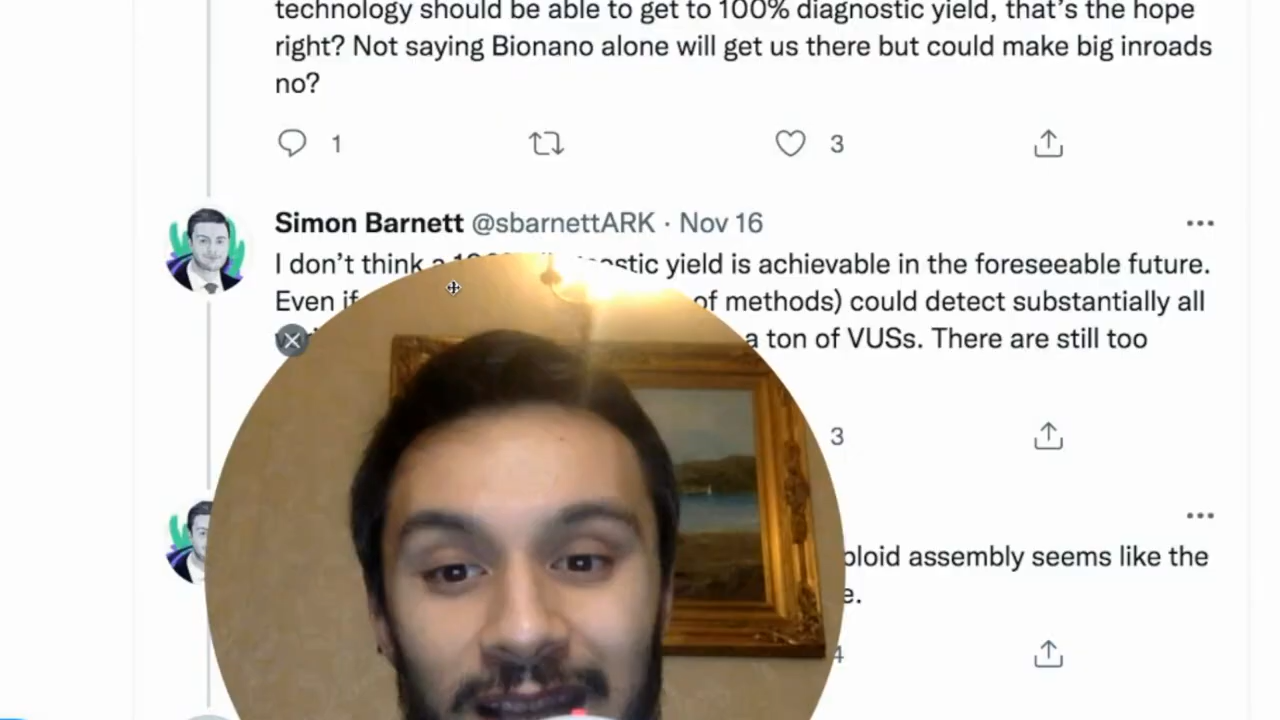 technology should be able to get to 100% diagnostic yield, that's the hope
right? Not saying Bionano alone will get us there but could make big inroads
no?
1
3
Simon Barnett @sbarnettARK · Nov 16
I don't think a yield is achievable in the foreseeable future.
Even if of methods) could detect substantially all
a ton of VUSs. There are still too
3
assembly seems like the
4